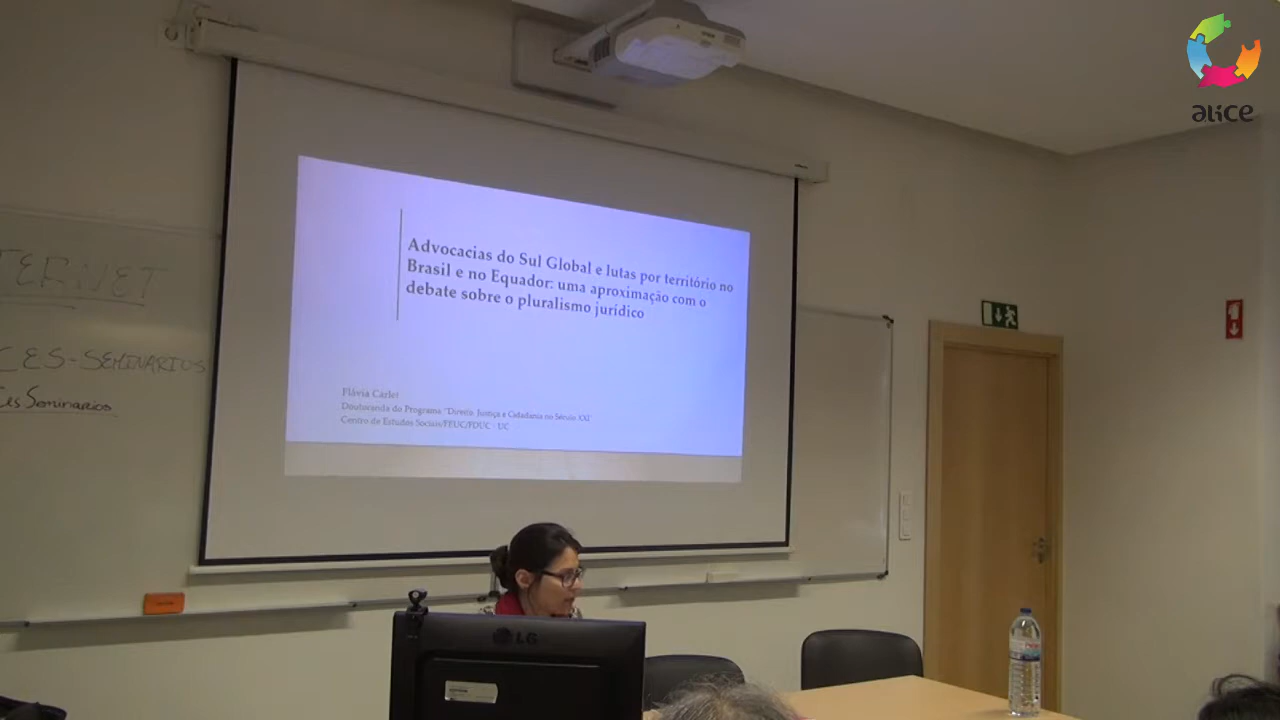 alice
Advocacias do Sul Global e lutas por território no
Brasil e no Equador: uma aproximação com o
debate sobre o pluralismo jurídico
Flávia Carlet
Doutoranda do Programa "Direito, Justiça e Cidadania no Século XXI"
Centro de Estudos Sociais/FEUC/FDUC - UC
TERNET
CES-SEMINARIOS
Ces Seminarios
LG